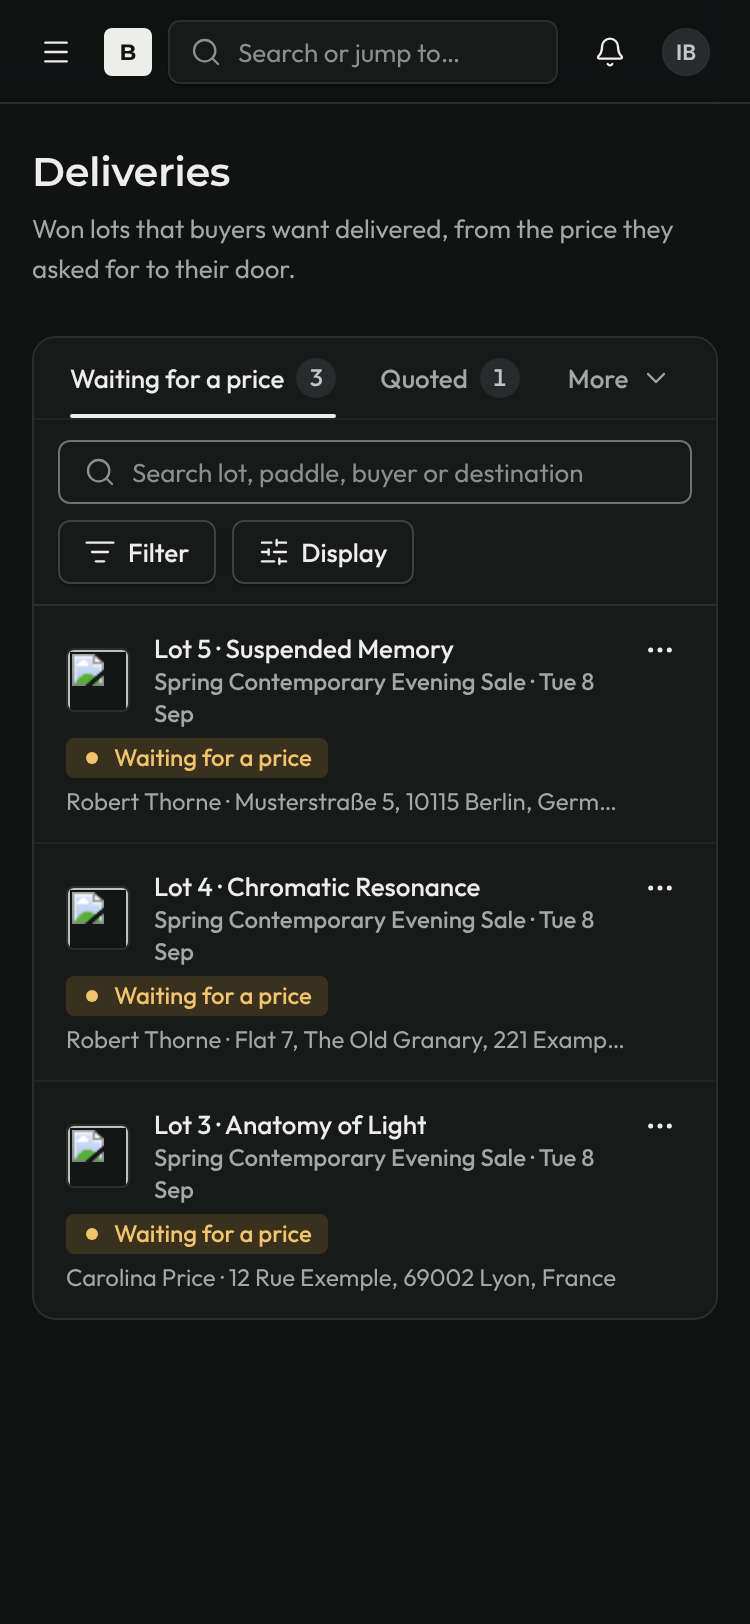 B
Search or jump to...
IB
Deliveries
Won lots that buyers want delivered, from the price they
asked for to their door.
Waiting for a price 3
Quoted 1
More
Search lot, paddle, buyer or destination
Filter
Display
Lot 5 · Suspended Memory
Spring Contemporary Evening Sale · Tue 8
Sep
Waiting for a price
Robert Thorne · Musterstraße 5, 10115 Berlin, Germ...
Lot 4 · Chromatic Resonance
Spring Contemporary Evening Sale · Tue 8
Sep
Waiting for a price
Robert Thorne · Flat 7, The Old Granary, 221 Examp...
Lot 3 · Anatomy of Light
Spring Contemporary Evening Sale · Tue 8
Sep
Waiting for a price
Carolina Price · 12 Rue Exemple, 69002 Lyon, France